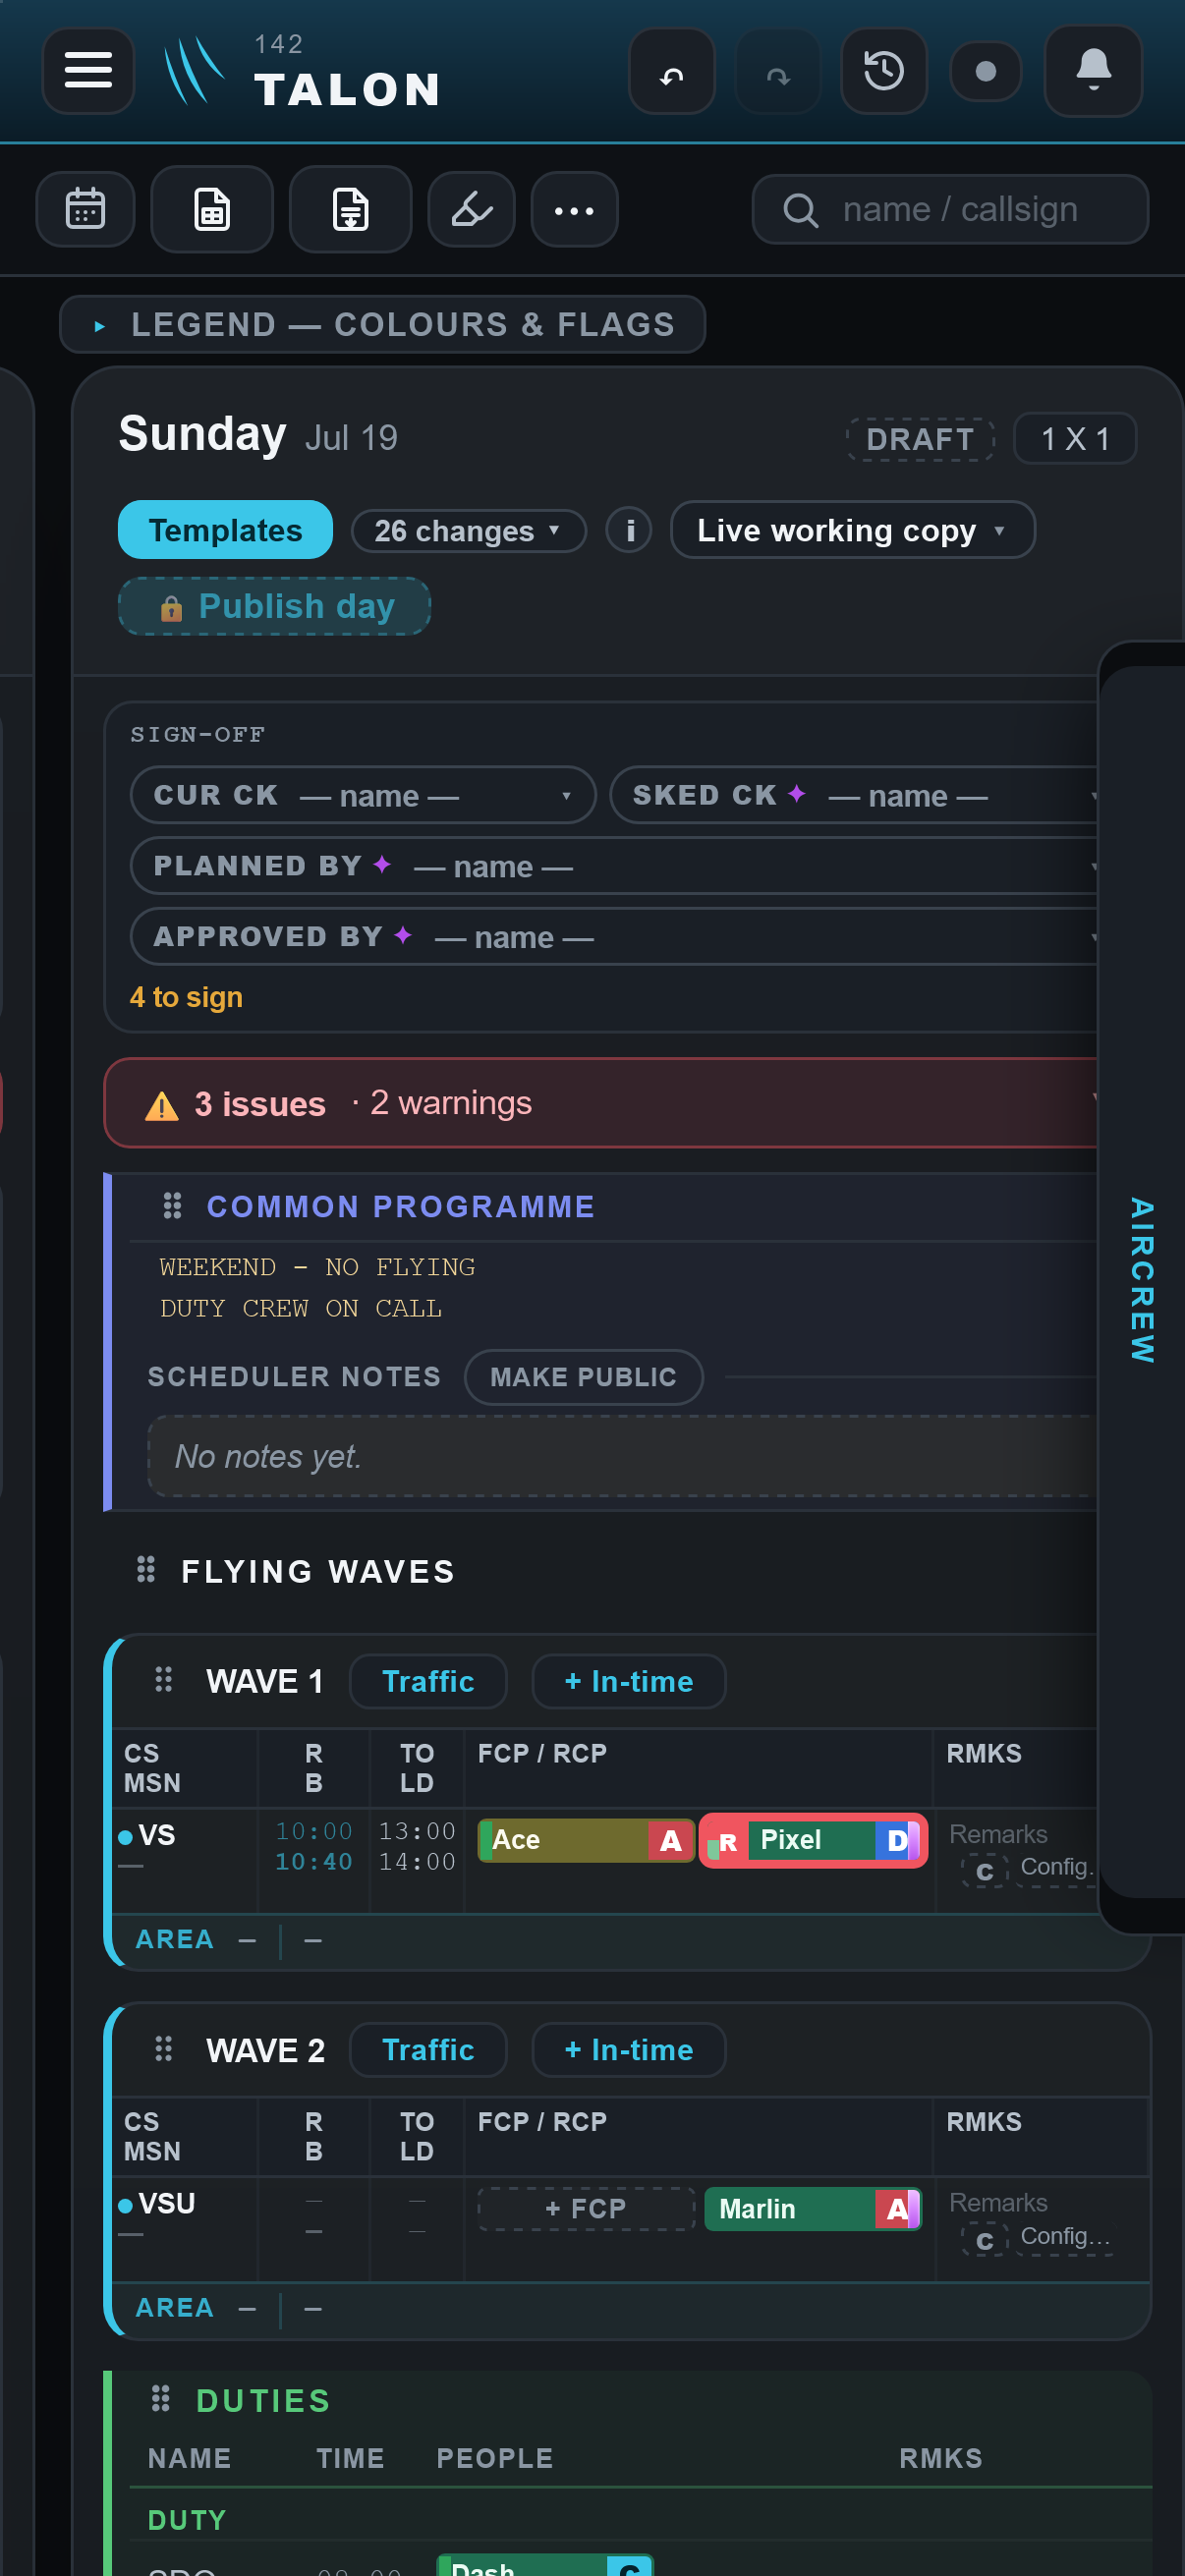 142
TALON
name / callsign
LEGEND — COLOURS & FLAGS
Sunday Jul 19 DRAFT 1 X 1
Templates 26 changes i Live working copy
Publish day
SIGN-OFF
CUR CK — name — SKED CK — name —
PLANNED BY — name —
APPROVED BY — name —
4 to sign
3 issues · 2 warnings
COMMON PROGRAMME
WEEKEND - NO FLYING
DUTY CREW ON CALL
SCHEDULER NOTES MAKE PUBLIC
No notes yet.
AIRCREW
FLYING WAVES
WAVE 1 Traffic + In-time
CS R TO FCP / RCP RMKS
MSN B LD
VS 10:00 13:00 Ace A R Pixel D Remarks
— 10:40 14:00 C Config...
AREA — | —
WAVE 2 Traffic + In-time
CS R TO FCP / RCP RMKS
MSN B LD
VSU — — + FCP Marlin A Remarks
— — — C Config...
AREA — | —
DUTIES
NAME TIME PEOPLE RMKS
DUTY
Dash C